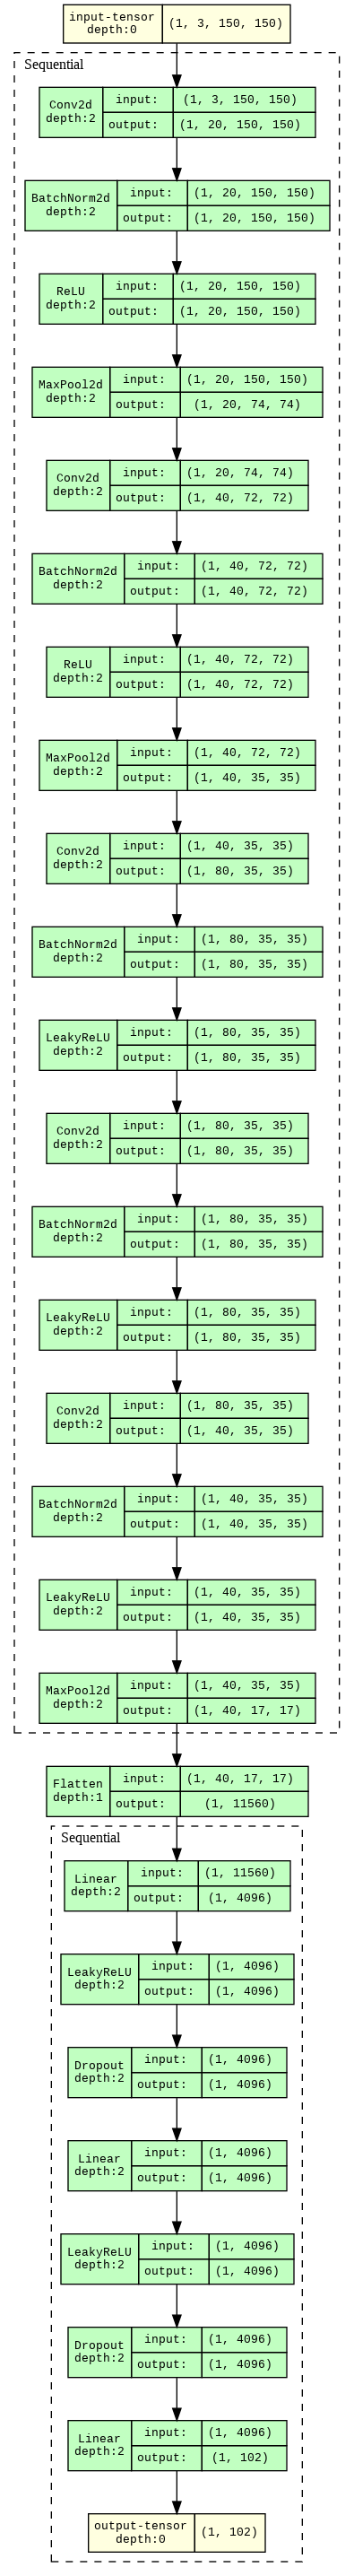 input-tensor
depth:0
(1, 3, 150, 150)
Sequential
Conv2d
depth:2
input:
(1, 3, 150, 150)
output:
(1, 20, 150, 150)
BatchNorm2d
depth:2
input:
(1, 20, 150, 150)
output:
(1, 20, 150, 150)
ReLU
depth:2
input:
(1, 20, 150, 150)
output:
(1, 20, 150, 150)
MaxPool2d
depth:2
input:
(1, 20, 150, 150)
output:
(1, 20, 74, 74)
Conv2d
depth:2
input:
(1, 20, 74, 74)
output:
(1, 40, 72, 72)
BatchNorm2d
depth:2
input:
(1, 40, 72, 72)
output:
(1, 40, 72, 72)
ReLU
depth:2
input:
(1, 40, 72, 72)
output:
(1, 40, 72, 72)
MaxPool2d
depth:2
input:
(1, 40, 72, 72)
output:
(1, 40, 35, 35)
Conv2d
depth:2
input:
(1, 40, 35, 35)
output:
(1, 80, 35, 35)
BatchNorm2d
depth:2
input:
(1, 80, 35, 35)
output:
(1, 80, 35, 35)
LeakyReLU
depth:2
input:
(1, 80, 35, 35)
output:
(1, 80, 35, 35)
Conv2d
depth:2
input:
(1, 80, 35, 35)
output:
(1, 80, 35, 35)
BatchNorm2d
depth:2
input:
(1, 80, 35, 35)
output:
(1, 80, 35, 35)
LeakyReLU
depth:2
input:
(1, 80, 35, 35)
output:
(1, 80, 35, 35)
Conv2d
depth:2
input:
(1, 80, 35, 35)
output:
(1, 40, 35, 35)
BatchNorm2d
depth:2
input:
(1, 40, 35, 35)
output:
(1, 40, 35, 35)
LeakyReLU
depth:2
input:
(1, 40, 35, 35)
output:
(1, 40, 35, 35)
MaxPool2d
depth:2
input:
(1, 40, 35, 35)
output:
(1, 40, 17, 17)
Flatten
depth:1
input:
(1, 40, 17, 17)
output:
(1, 11560)
Sequential
Linear
depth:2
input:
(1, 11560)
output:
(1, 4096)
LeakyReLU
depth:2
input:
(1, 4096)
output:
(1, 4096)
Dropout
depth:2
input:
(1, 4096)
output:
(1, 4096)
Linear
depth:2
input:
(1, 4096)
output:
(1, 4096)
LeakyReLU
depth:2
input:
(1, 4096)
output:
(1, 4096)
Dropout
depth:2
input:
(1, 4096)
output:
(1, 4096)
Linear
depth:2
input:
(1, 4096)
output:
(1, 102)
output-tensor
depth:0
(1, 102)